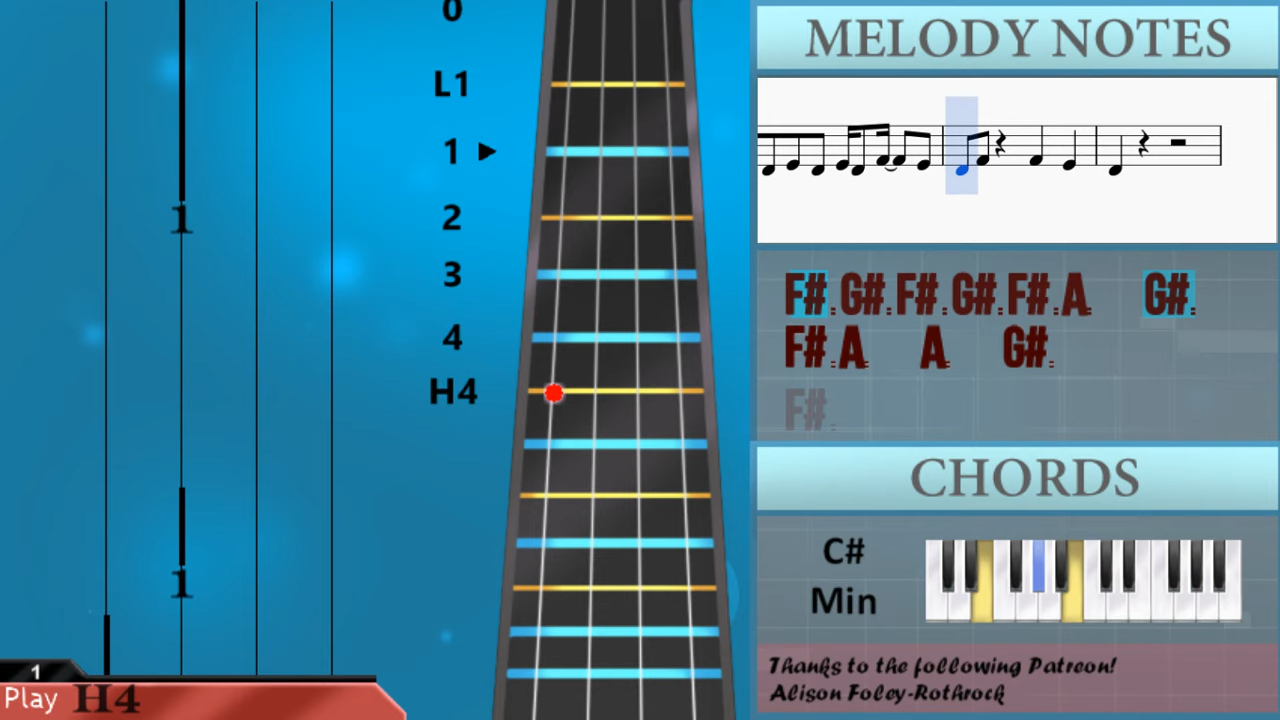 0
L1
1
2
3
4
H4
1
1
1
Play H4
MELODY NOTES
F#. G#. F#. G#. F#. A. G#.
F#. A. A. G#.
F#.
CHORDS
C#
Min
Thanks to the following Patreon!
Alison Foley-Rothrock